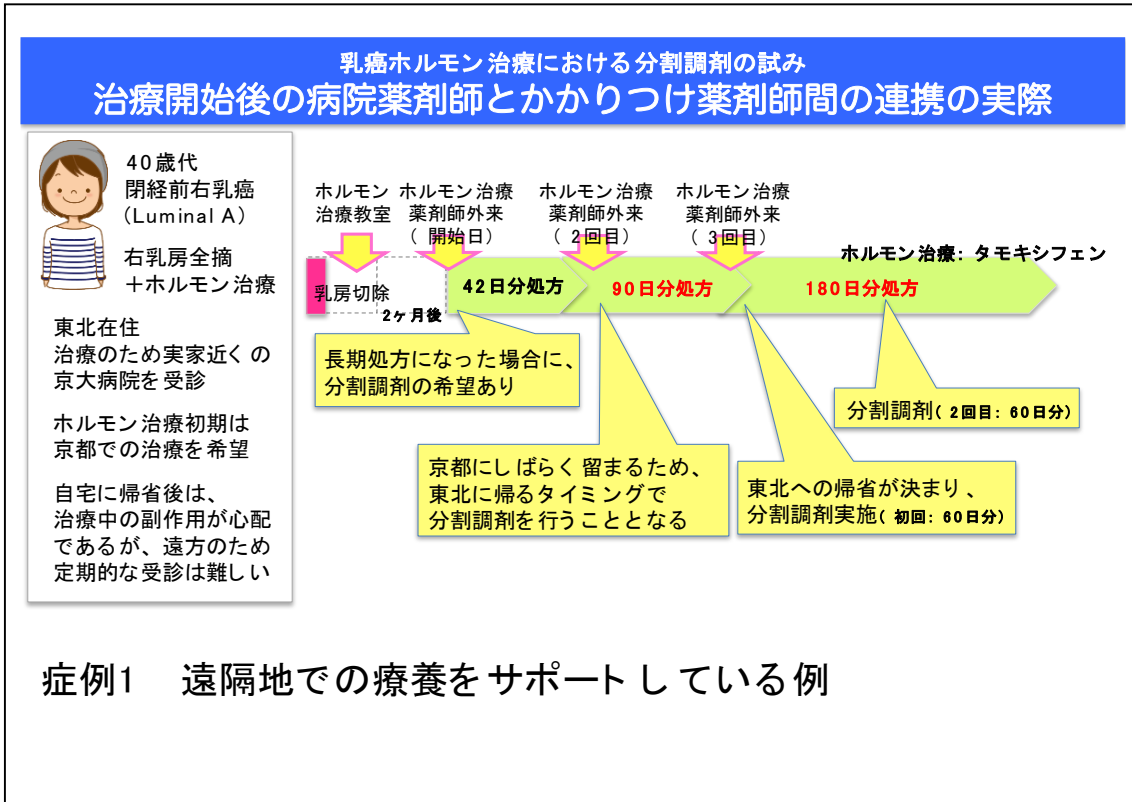 乳癌ホルモン治療における分割調剤の試み
治療開始後の病院薬剤師とかかりつけ薬剤師間の連携の実際
40歳代
閉経前右乳癌
(Luminal A)
右乳房全摘
＋ホルモン治療
東北在住
治療のため実家近くの
京大病院を受診
ホルモン治療初期は
京都での治療を希望
自宅に帰省後は、
治療中の副作用が心配
であるが、遠方のため
定期的な受診は難しい
ホルモン
治療教室
ホルモン治療
薬剤師外来
( 開始日)
ホルモン治療
薬剤師外来
( 2回目)
ホルモン治療
薬剤師外来
( 3回目)
ホルモン治療: タモキシフェン
乳房切除
2ヶ月後
42日分処方
90日分処方
180日分処方
長期処方になった場合に、
分割調剤の希望あり
分割調剤( 2回目: 60日分)
京都にしばらく留まるため、
東北に帰るタイミングで
分割調剤を行うこととなる
東北への帰省が決まり、
分割調剤実施( 初回: 60日分)
症例1　遠隔地での療養をサポートしている例